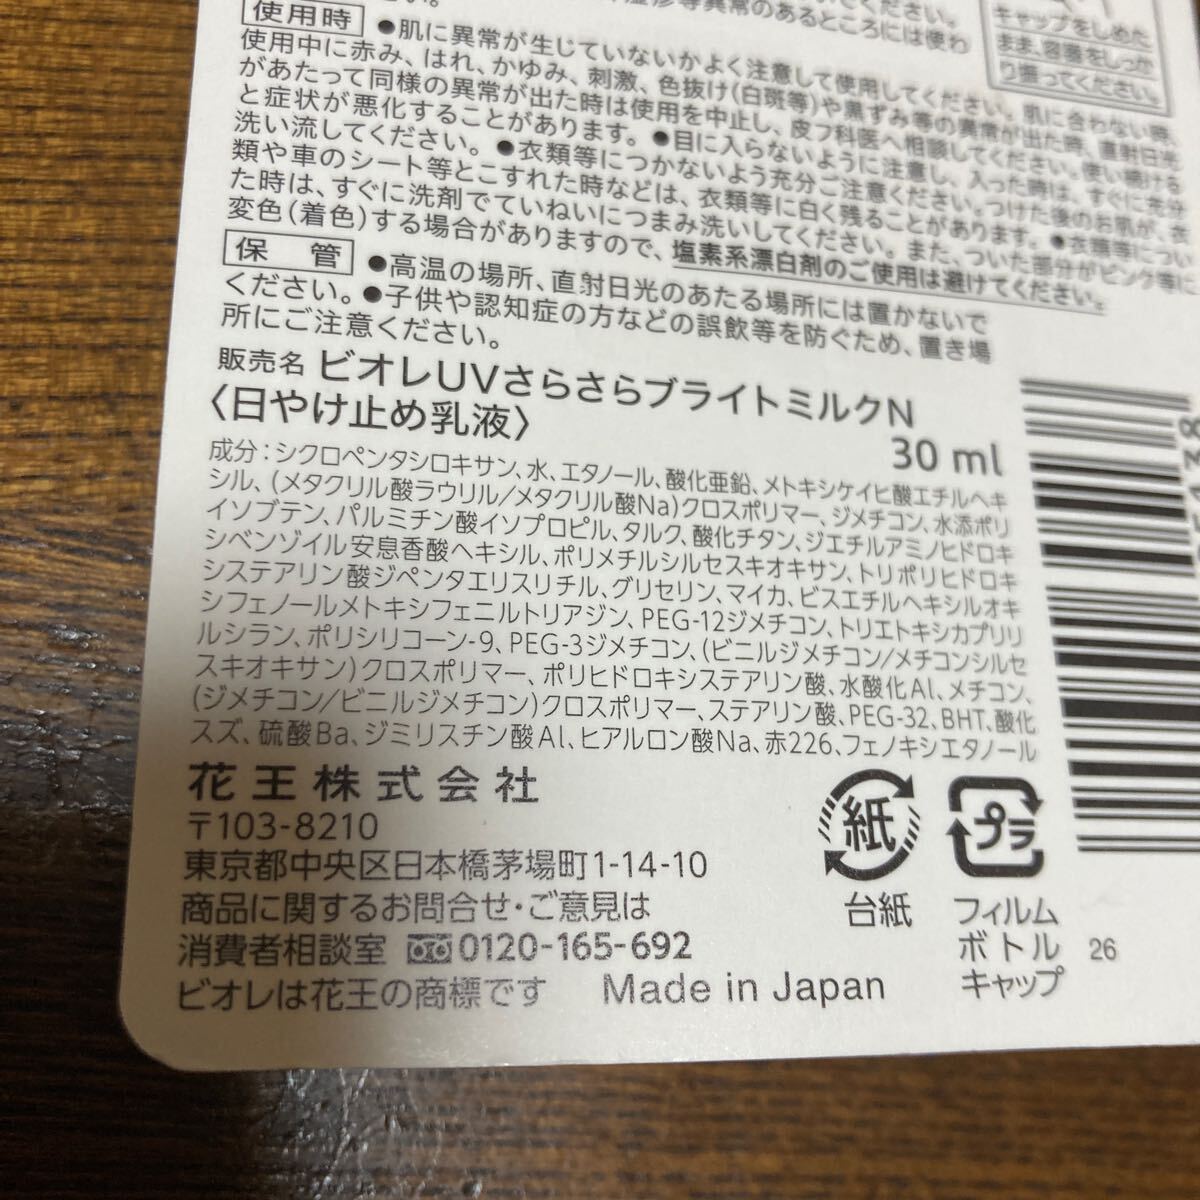 異常のあるところには使わ
ください。
キャップをしめた
まま、容器をしっか
り振ってください。
使用時 ●肌に異常が生じていないかよく注意して使用してください。肌に合わない時、
使用中に赤み、はれ、かゆみ、刺激、色抜け(白斑等)や黒ずみ等の異常が出た時、直射日光
があたって同様の異常が出た時は使用を中止し、皮フ科医へ相談してください。使い続ける
と症状が悪化することがあります。●目に入らないように注意し、入った時は、すぐに充分
洗い流してください。●衣類等につかないよう充分ご注意ください。つけた後のお肌が、衣
類や車のシート等とこすれた時などは、衣類等に白く残ることがあります。●衣類等につい
た時は、すぐに洗剤でていねいにつまみ洗いしてください。また、ついた部分がピンク等に
変色(着色)する場合がありますので、塩素系漂白剤のご使用は避けてください。
保管 ●高温の場所、直射日光のあたる場所には置かないで
ください。●子供や認知症の方などの誤飲等を防ぐため、置き場
所にご注意ください。
販売名 ビオレUVさらさらブライトミルクN
〈日やけ止め乳液〉 30 ml
成分:シクロペンタシロキサン、水、エタノール、酸化亜鉛、メトキシケイヒ酸エチルヘキ
シル、(メタクリル酸ラウリル/メタクリル酸Na)クロスポリマー、ジメチコン、水添ポリ
イソブテン、パルミチン酸イソプロピル、タルク、酸化チタン、ジエチルアミノヒドロキ
シベンゾイル安息香酸ヘキシル、ポリメチルシルセスキオキサン、トリポリヒドロキ
システアリン酸ジペンタエリスリチル、グリセリン、マイカ、ビスエチルヘキシルオキ
シフェノールメトキシフェニルトリアジン、PEG-12ジメチコン、トリエトキシカプリリ
ルシラン、ポリシリコーン-9、PEG-3ジメチコン、(ビニルジメチコン/メチコンシルセ
スキオキサン)クロスポリマー、ポリヒドロキシステアリン酸、水酸化Al、メチコン、
(ジメチコン/ビニルジメチコン)クロスポリマー、ステアリン酸、PEG-32、BHT、酸化
スズ、硫酸Ba、ジミリスチン酸Al、ヒアルロン酸Na、赤226、フェノキシエタノール
花王株式会社
〒103-8210
東京都中央区日本橋茅場町1-14-10
商品に関するお問合せ・ご意見は
消費者相談室 0120-165-692
ビオレは花王の商標です Made in Japan
紙
台紙
プラ
フィルム
ボトル
キャップ
26